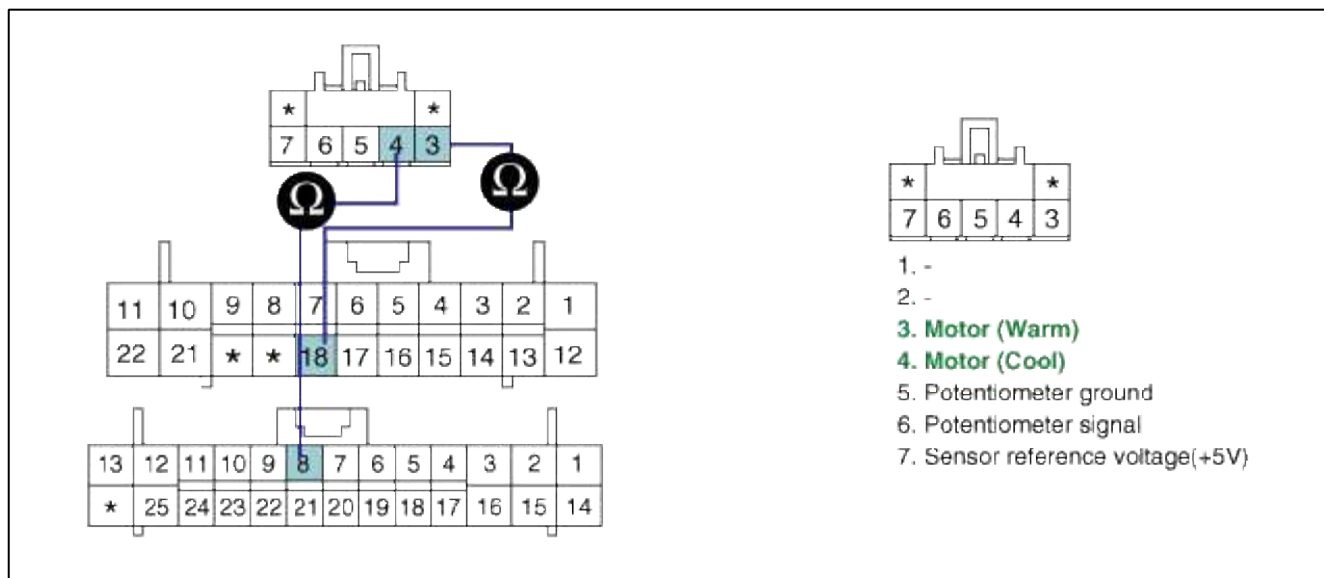 * *
7 6 5 4 3
Ω Ω
11 10 9 8 7 6 5 4 3 2 1
22 21 * * 18 17 16 15 14 13 12
13 12 11 10 9 8 7 6 5 4 3 2 1
* 25 24 23 22 21 20 19 18 17 16 15 14
* *
7 6 5 4 3
1. -
2. -
3. Motor (Warm)
4. Motor (Cool)
5. Potentiometer ground
6. Potentiometer signal
7. Sensor reference voltage(+5V)